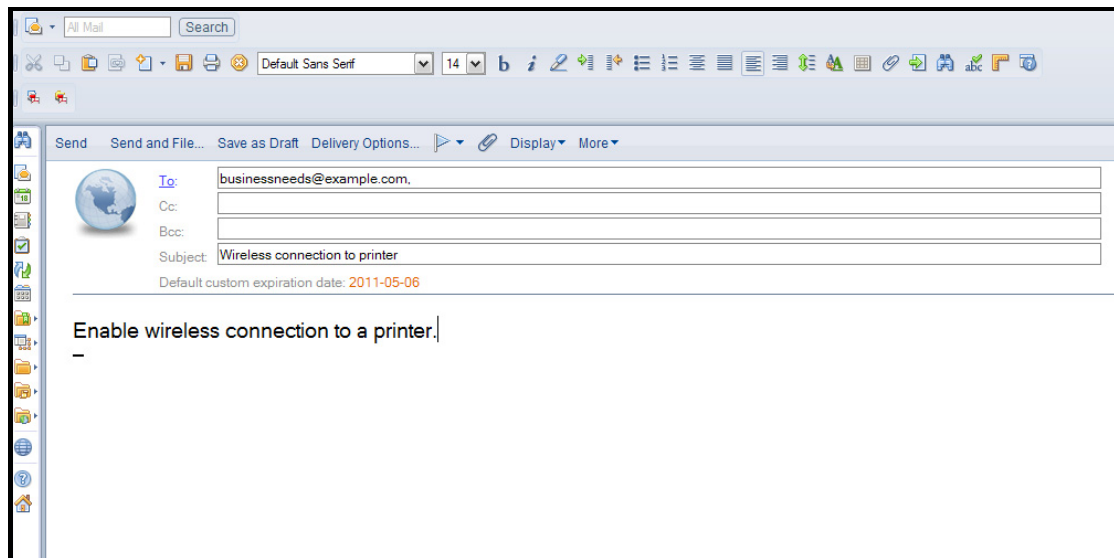 All Mail Search
Default Sans Serif 14 b i
Send Send and File... Save as Draft Delivery Options... Display More
To: businessneeds@example.com,
Cc:
Bcc:
Subject: Wireless connection to printer
Default custom expiration date: 2011-05-06
Enable wireless connection to a printer.
–